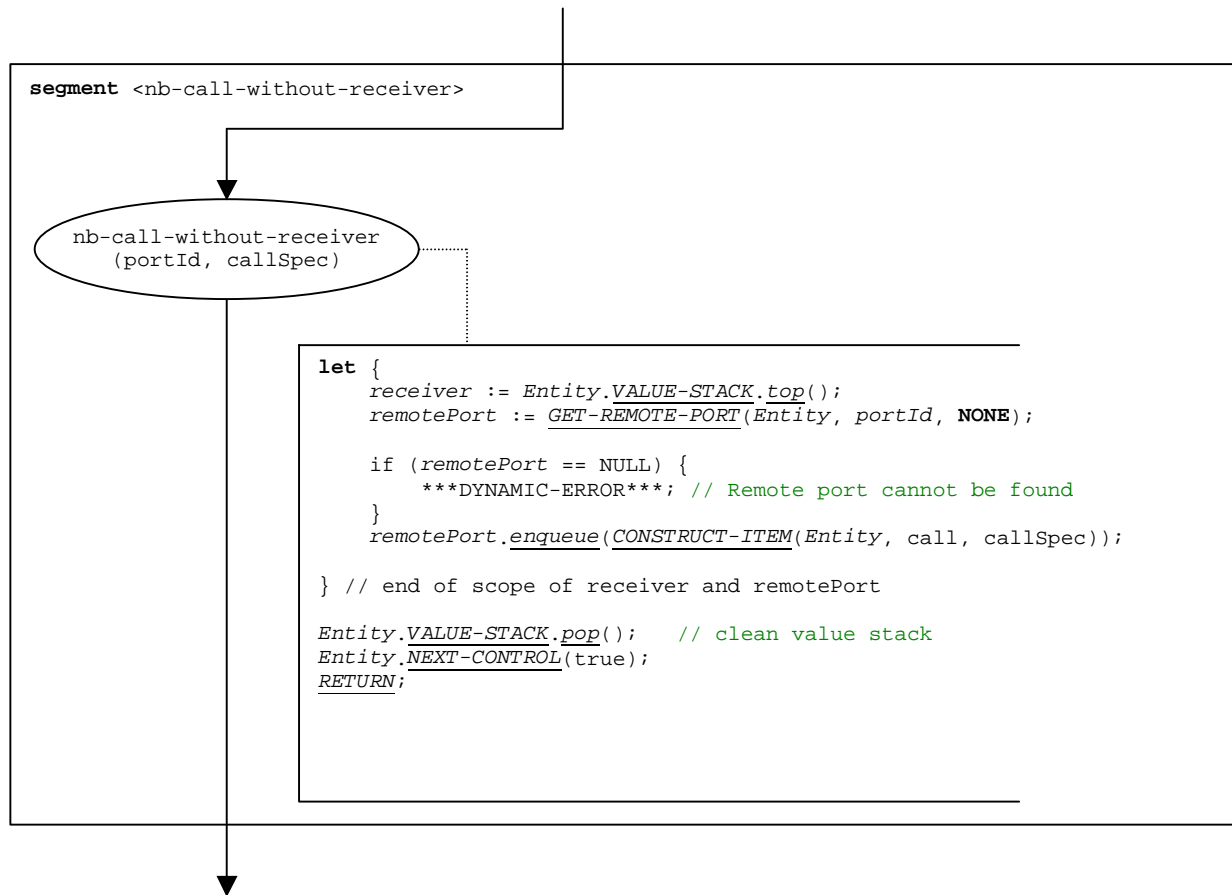 segment <nb-call-without-receiver>
nb-call-without-receiver
(portId, callSpec)
let {
receiver := Entity.VALUE-STACK.top();
remotePort := GET-REMOTE-PORT(Entity, portId, NONE);
if (remotePort == NULL) {
***DYNAMIC-ERROR***; // Remote port cannot be found
}
remotePort.enqueue(CONSTRUCT-ITEM(Entity, call, callSpec));
} // end of scope of receiver and remotePort
Entity.VALUE-STACK.pop(); // clean value stack
Entity.NEXT-CONTROL(true);
RETURN;